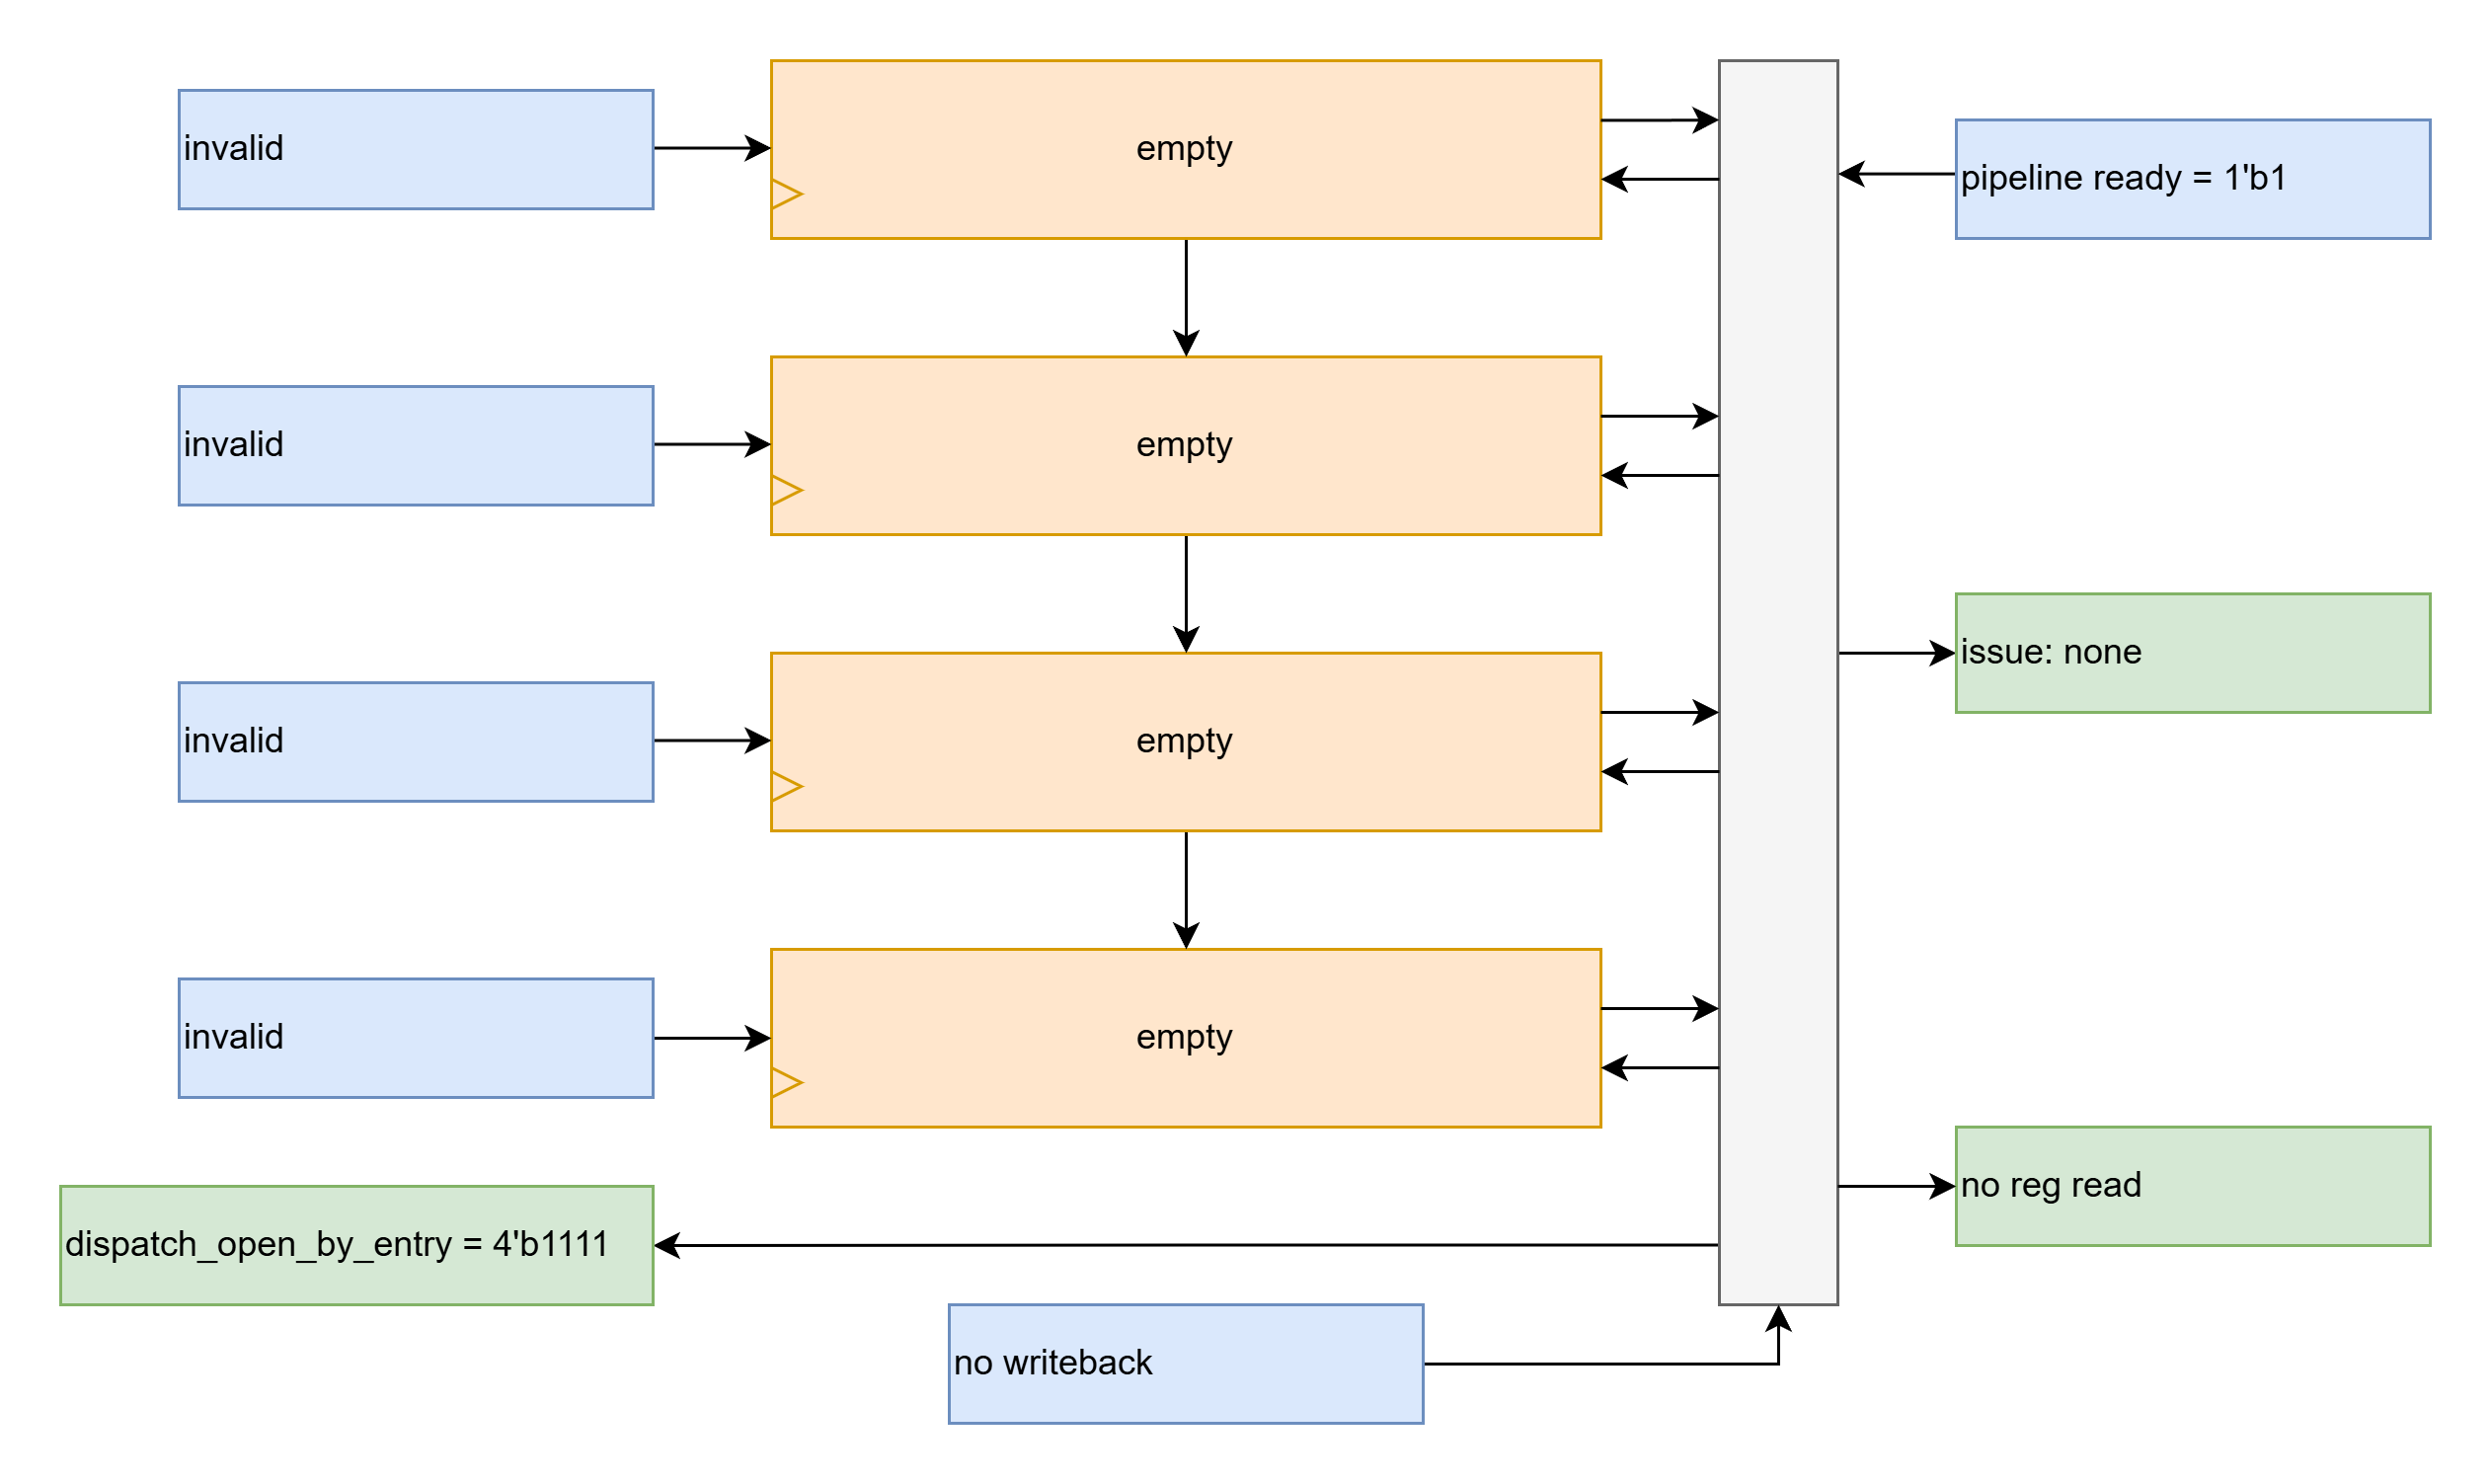 invalid
empty
pipeline ready = 1'b1
invalid
empty
issue: none
invalid
empty
invalid
empty
no reg read
dispatch_open_by_entry = 4'b1111
no writeback